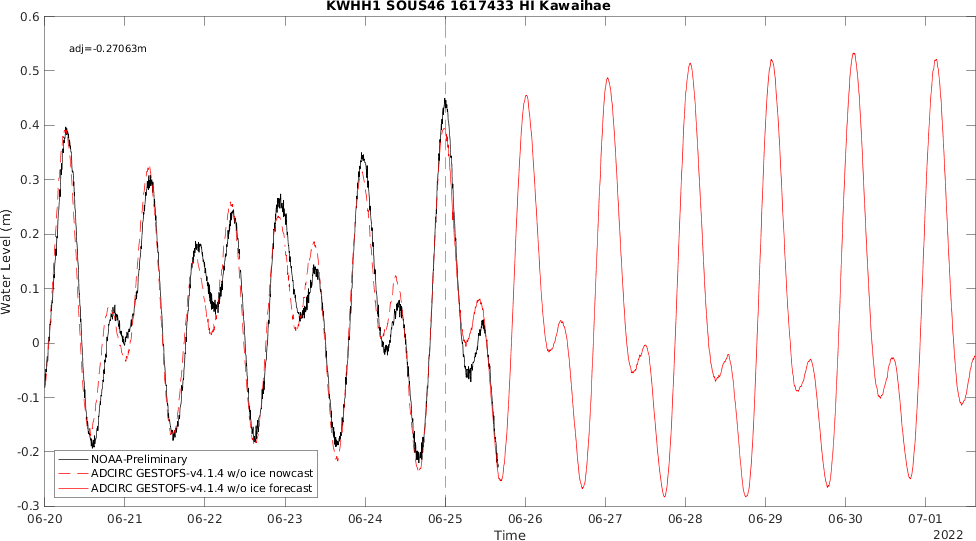 KWHH1 SOUS46 1617433 HI Kawaihae
adj=-0.27063m
Water Level (m)
0.6
0.5
0.4
0.3
0.2
0.1
0
-0.1
-0.2
-0.3
NOAA-Preliminary
ADCIRC GESTOFS-v4.1.4 w/o ice nowcast
ADCIRC GESTOFS-v4.1.4 w/o ice forecast
06-20 06-21 06-22 06-23 06-24 06-25 06-26 06-27 06-28 06-29 06-30 07-01
Time
2022